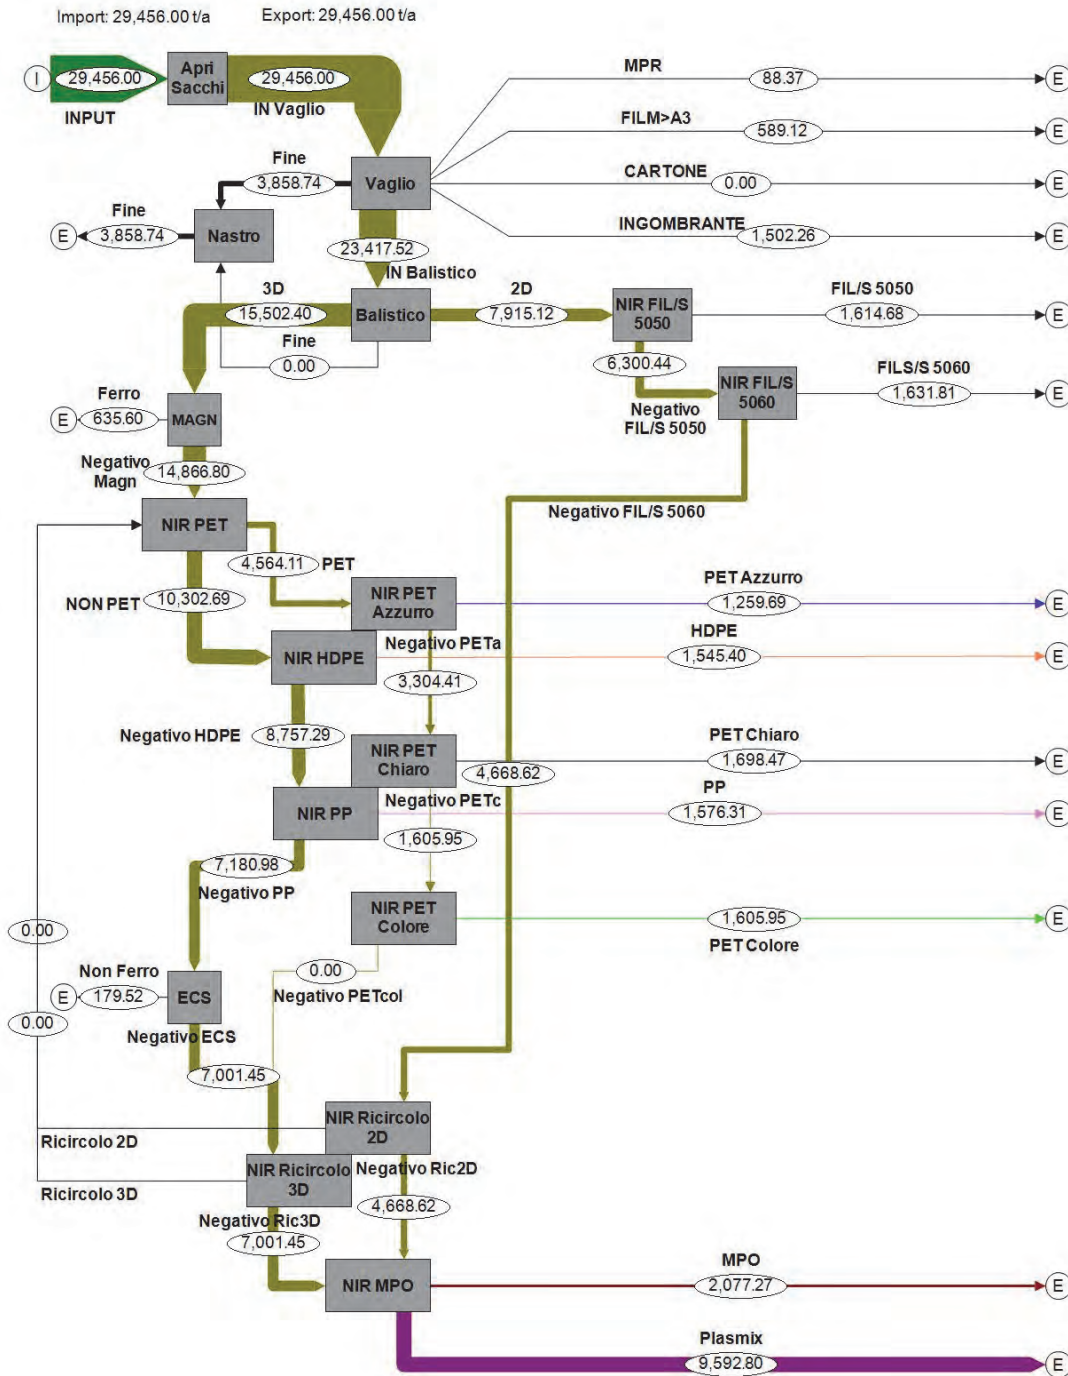 Import: 29,456.00 t/a
Export: 29,456.00 t/a
I
29,456.00
INPUT
Apri
Sacchi
29,456.00
IN Vaglio
MPR
88.37
E
FILM>A3
589.12
E
Fine
3,858.74
Vaglio
CARTONE
0.00
E
Fine
E
3,858.74
Nastro
INGOMBRANTE
1,502.26
E
23,417.52
IN Balistico
3D
15,502.40
Balistico
2D
7,915.12
NIR FIL/S
5050
FIL/S 5050
1,614.68
E
Fine
0.00
6,300.44
Negativo
FIL/S 5050
NIR FIL/S
5060
FILS/S 5060
1,631.81
E
Ferro
E
635.60
MAGN
Negativo
Magn
14,866.80
Negativo FIL/S 5060
NIR PET
4,564.11
PET
NON PET
10,302.69
NIR PET
Azzurro
PET Azzurro
1,259.69
E
Negativo PETa
NIR HDPE
HDPE
1,545.40
E
3,304.41
Negativo HDPE
8,757.29
NIR PET
Chiaro
PET Chiaro
1,698.47
E
4,668.62
Negativo PETc
NIR PP
PP
1,576.31
E
1,605.95
7,180.98
Negativo PP
NIR PET
Colore
1,605.95
PET Colore
E
0.00
0.00
Negativo PETcol
Non Ferro
E
179.52
ECS
0.00
Negativo ECS
7,001.45
NIR Ricircolo
2D
Ricircolo 2D
Negativo Ric2D
NIR Ricircolo
3D
Ricircolo 3D
4,668.62
Negativo Ric3D
7,001.45
NIR MPO
MPO
2,077.27
E
Plasmix
9,592.80
E